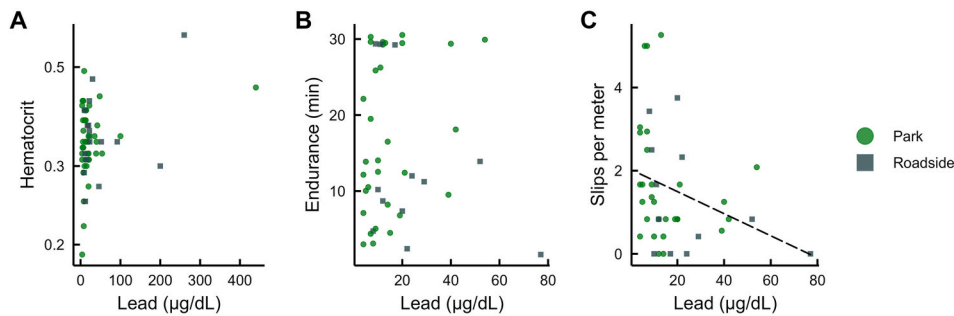 A
Hematocrit
0.5
0.3
0.2
0
100
200
300
400
Lead (µg/dL)
B
Endurance (min)
30
20
10
0
0
20
40
60
80
Lead (µg/dL)
C
Slips per meter
4
2
0
0
20
40
60
80
Lead (µg/dL)
Park
Roadside